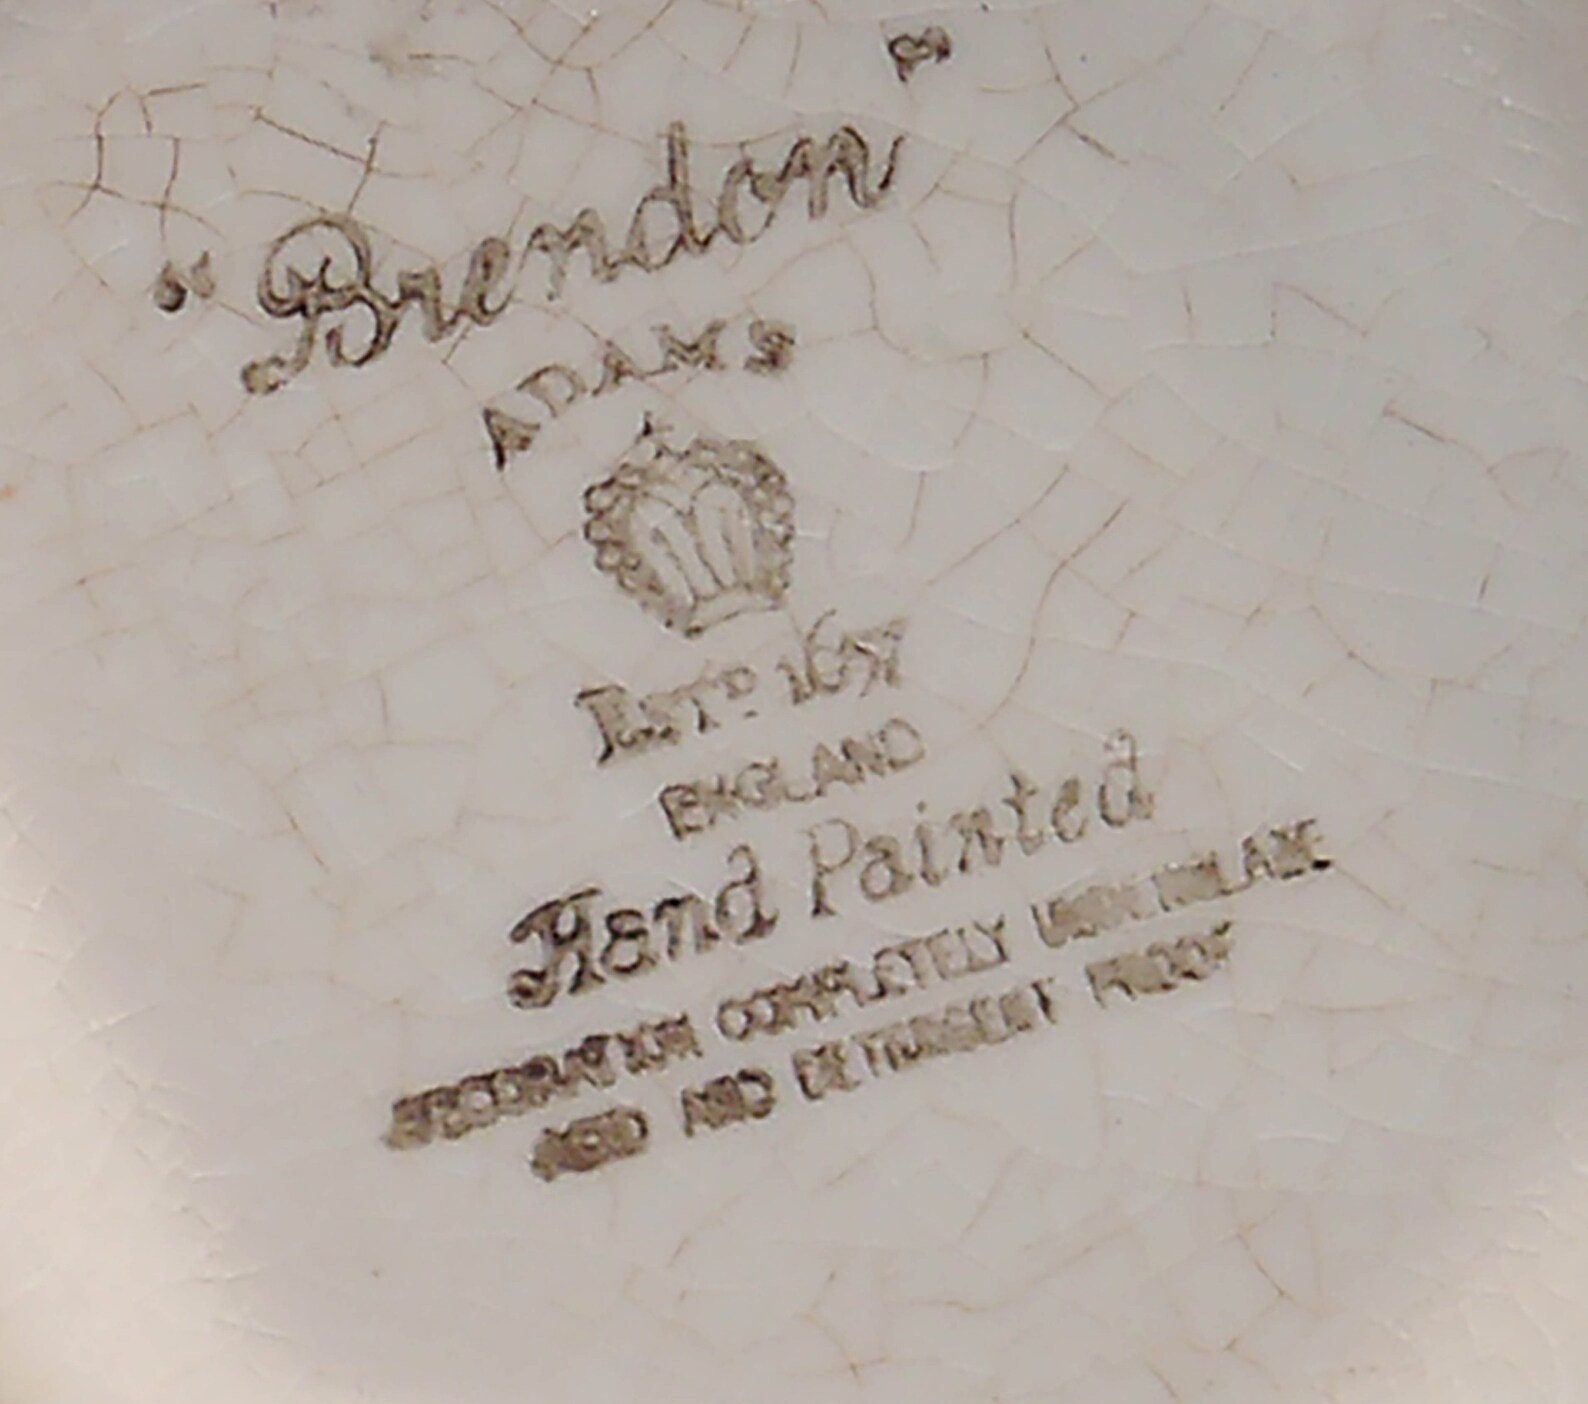 "Brendon"
ADAMS
ESTD 1657
ENGLAND
Hand Painted
DECORATION COMPLETELY UNDERGLAZE
ACID AND DETERGENT PROOF